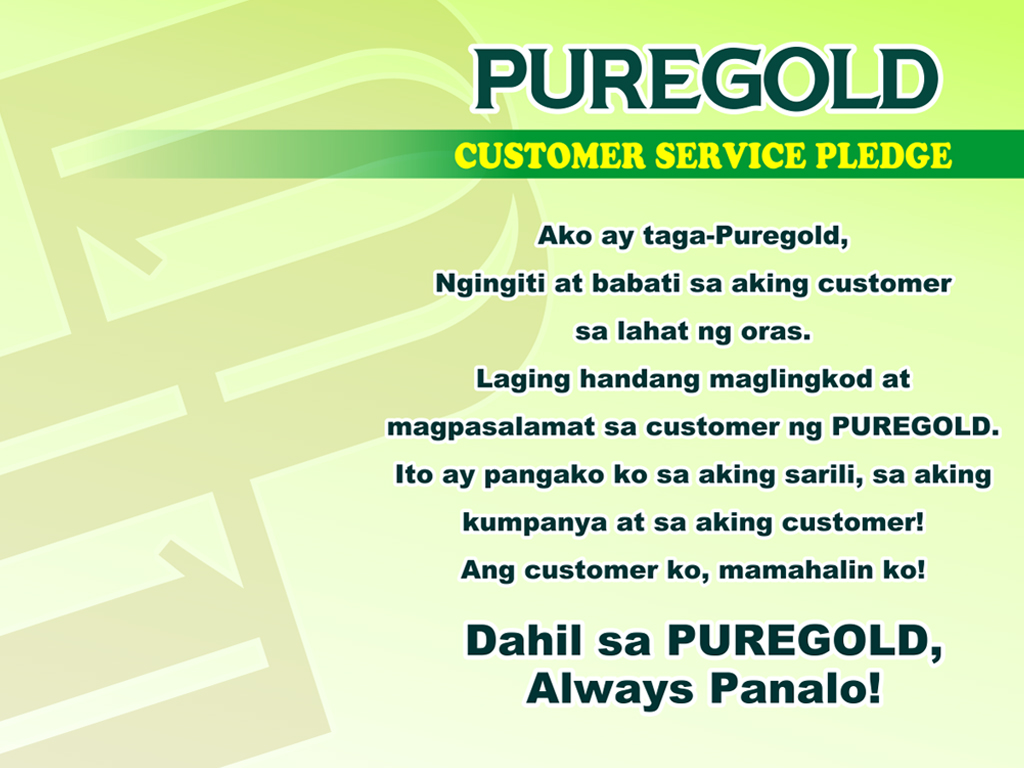 PUREGOLD
CUSTOMER SERVICE PLEDGE
Ako ay taga-Puregold,
Ngingiti at babati sa aking customer
sa lahat ng oras.
Laging handang maglingkod at
magpasalamat sa customer ng PUREGOLD.
Ito ay pangako ko sa aking sarili, sa aking
kumpanya at sa aking customer!
Ang customer ko, mamahalin ko!
Dahil sa PUREGOLD,
Always Panalo!